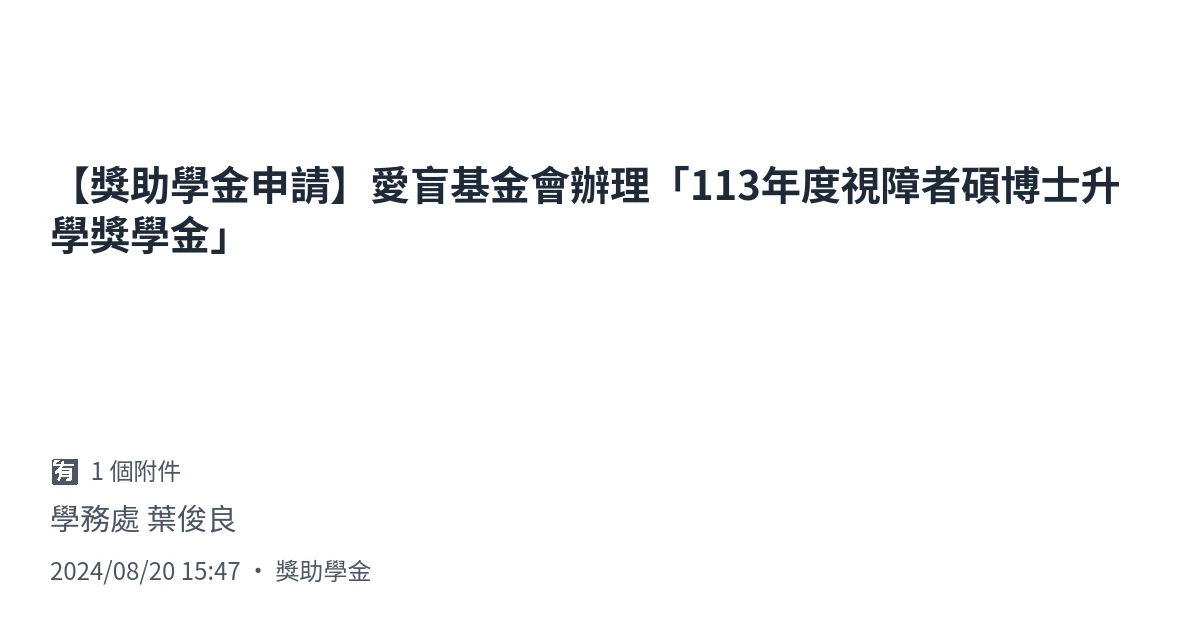 【獎助學金申請】愛盲基金會辦理「113年度視障者碩博士升
學獎學金」
🈶 1 個附件
學務處 葉俊良
2024/08/20 15:47 ・ 獎助學金